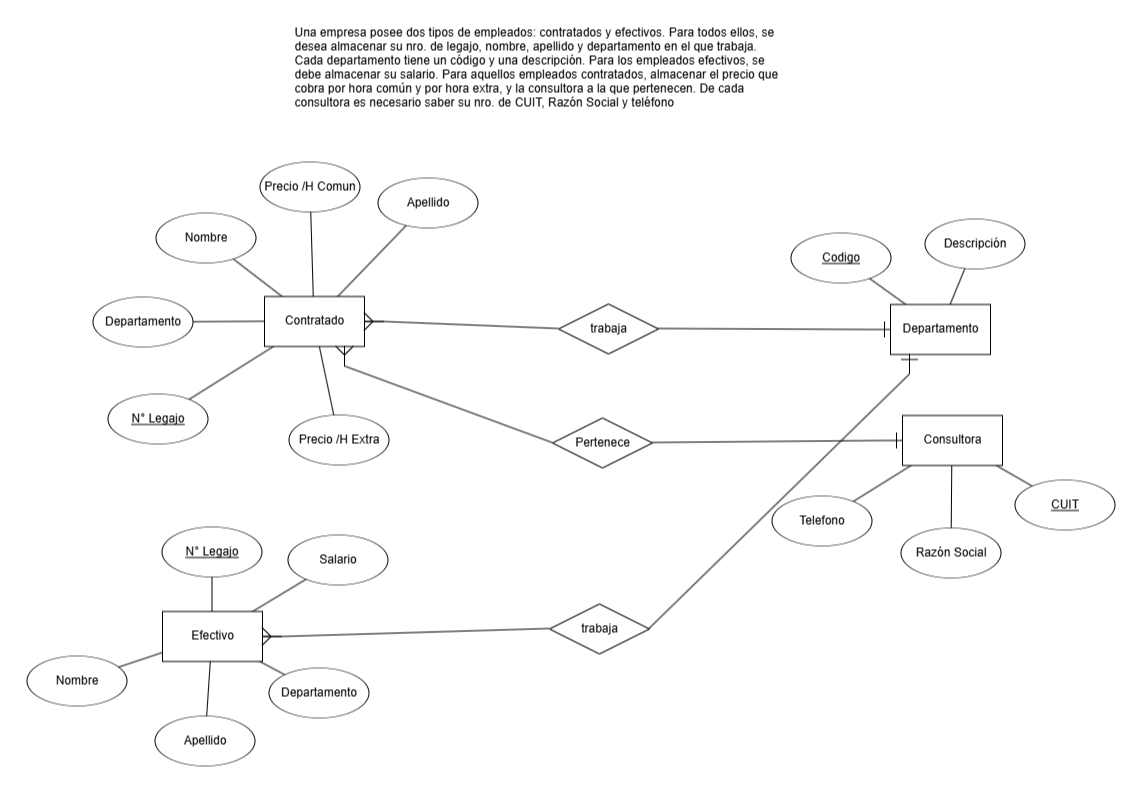 Una empresa posee dos tipos de empleados: contratados y efectivos. Para todos ellos, se
desea almacenar su nro. de legajo, nombre, apellido y departamento en el que trabaja.
Cada departamento tiene un código y una descripción. Para los empleados efectivos, se
debe almacenar su salario. Para aquellos empleados contratados, almacenar el precio que
cobra por hora común y por hora extra, y la consultora a la que pertenecen. De cada
consultora es necesario saber su nro. de CUIT, Razón Social y teléfono
Precio /H Comun
Apellido
Nombre
Departamento
Contratado
N° Legajo
Precio /H Extra
trabaja
Codigo
Descripción
Departamento
Pertenece
Consultora
Telefono
Razón Social
CUIT
N° Legajo
Salario
Efectivo
trabaja
Nombre
Departamento
Apellido